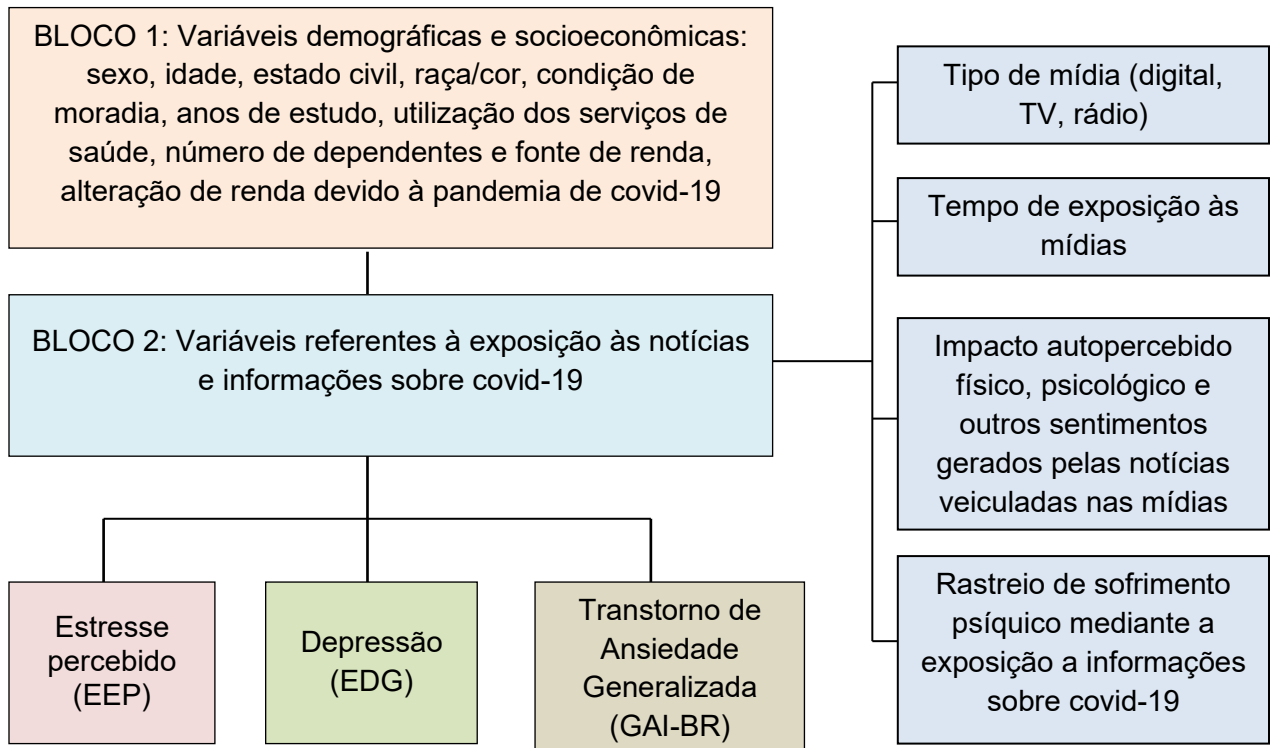 BLOCO 1: Variáveis demográficas e socioeconômicas:
sexo, idade, estado civil, raça/cor, condição de
moradia, anos de estudo, utilização dos serviços de
saúde, número de dependentes e fonte de renda,
alteração de renda devido à pandemia de covid-19
BLOCO 2: Variáveis referentes à exposição às notícias
e informações sobre covid-19
Tipo de mídia (digital,
TV, rádio)
Tempo de exposição às
mídias
Impacto autopercebido
físico, psicológico e
outros sentimentos
gerados pelas notícias
veiculadas nas mídias
Rastreio de sofrimento
psíquico mediante a
exposição a informações
sobre covid-19
Estresse
percebido
(EEP)
Depressão
(EDG)
Transtorno de
Ansiedade
Generalizada
(GAI-BR)